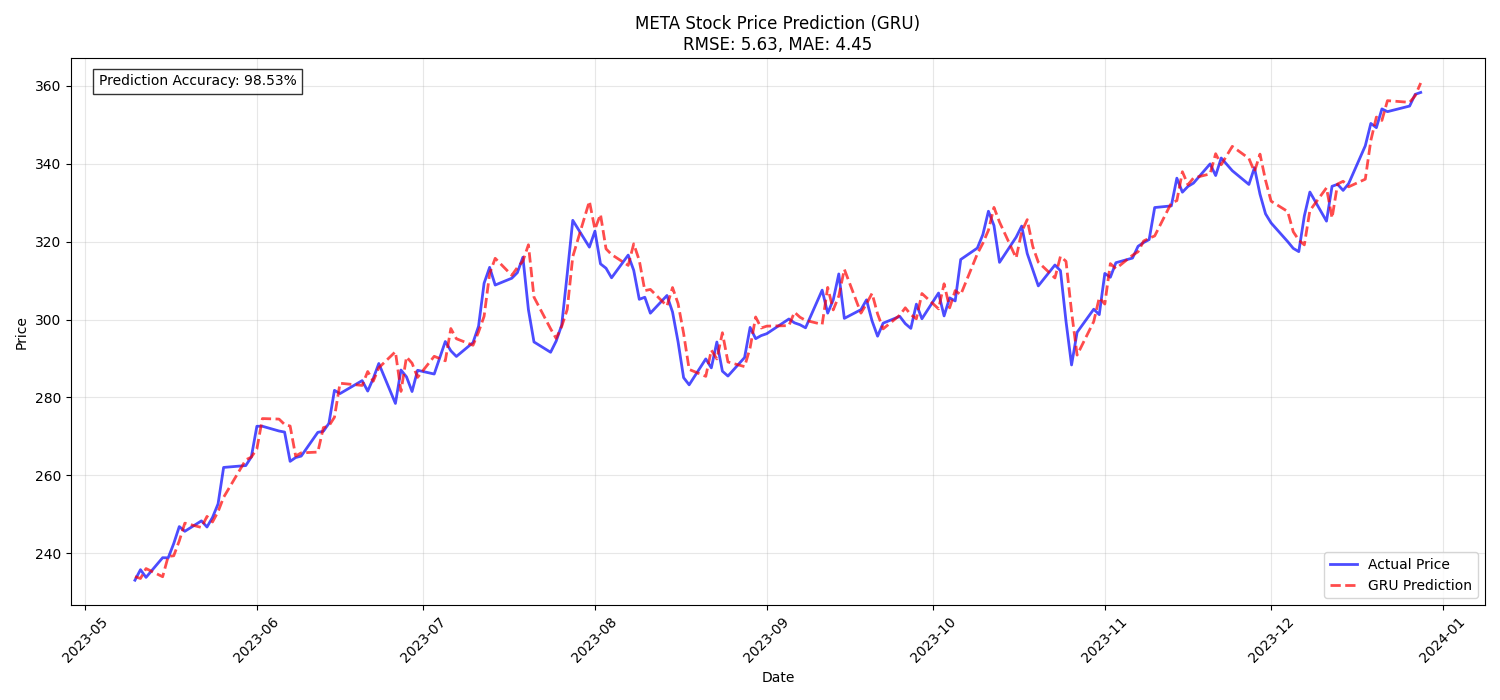 META Stock Price Prediction (GRU)
RMSE: 5.63, MAE: 4.45
Prediction Accuracy: 98.53%
360
340
320
300
280
260
240
Price
Actual Price
GRU Prediction
2023-05
2023-06
2023-07
2023-08
2023-09
2023-10
2023-11
2023-12
2024-01
Date